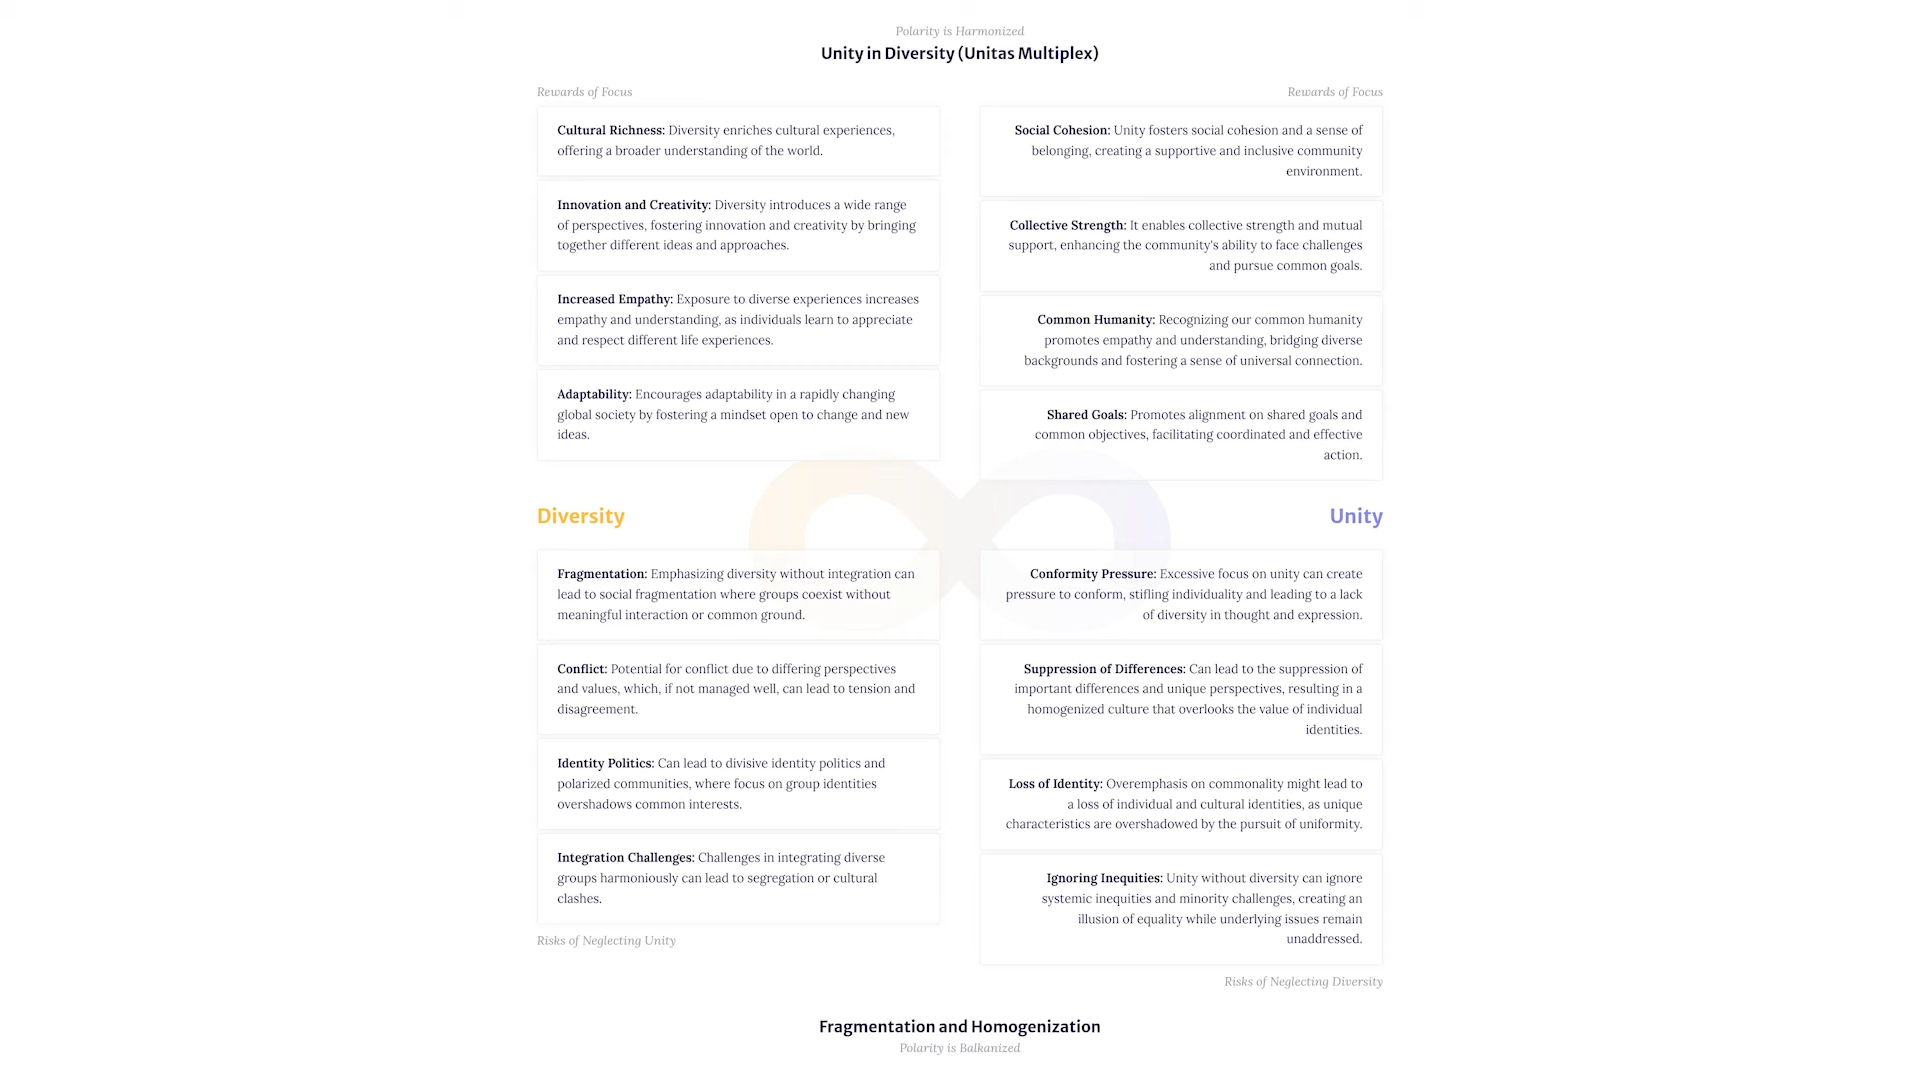 Polarity is Harmonized
Unity in Diversity (Unitas Multiplex)
Rewards of Focus
Cultural Richness: Diversity enriches cultural experiences,
offering a broader understanding of the world.
Innovation and Creativity: Diversity introduces a wide range
of perspectives, fostering innovation and creativity by bringing
together different ideas and approaches.
Increased Empathy: Exposure to diverse experiences increases
empathy and understanding, as individuals learn to appreciate
and respect different life experiences.
Adaptability: Encourages adaptability in a rapidly changing
global society by fostering a mindset open to change and new
ideas.
Rewards of Focus
Social Cohesion: Unity fosters social cohesion and a sense of
belonging, creating a supportive and inclusive community
environment.
Collective Strength: It enables collective strength and mutual
support, enhancing the community's ability to face challenges
and pursue common goals.
Common Humanity: Recognizing our common humanity
promotes empathy and understanding, bridging diverse
backgrounds and fostering a sense of universal connection.
Shared Goals: Promotes alignment on shared goals and
common objectives, facilitating coordinated and effective
action.
Diversity
Unity
Fragmentation: Emphasizing diversity without integration can
lead to social fragmentation where groups coexist without
meaningful interaction or common ground.
Conflict: Potential for conflict due to differing perspectives
and values, which, if not managed well, can lead to tension and
disagreement.
Identity Politics: Can lead to divisive identity politics and
polarized communities, where focus on group identities
overshadows common interests.
Integration Challenges: Challenges in integrating diverse
groups harmoniously can lead to segregation or cultural
clashes.
Risks of Neglecting Unity
Conformity Pressure: Excessive focus on unity can create
pressure to conform, stifling individuality and leading to a lack
of diversity in thought and expression.
Suppression of Differences: Can lead to the suppression of
important differences and unique perspectives, resulting in a
homogenized culture that overlooks the value of individual
identities.
Loss of Identity: Overemphasis on commonality might lead to
a loss of individual and cultural identities, as unique
characteristics are overshadowed by the pursuit of uniformity.
Ignoring Inequities: Unity without diversity can ignore
systemic inequities and minority challenges, creating an
illusion of equality while underlying issues remain
unaddressed.
Risks of Neglecting Diversity
Fragmentation and Homogenization
Polarity is Balkanized